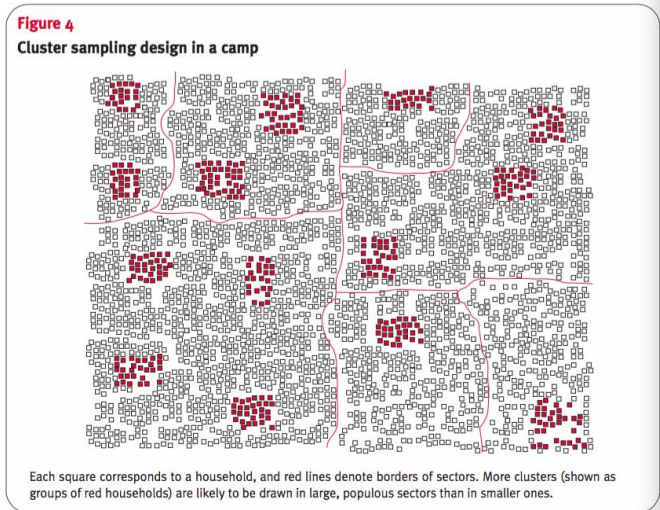 Figure 4
Cluster sampling design in a camp
Each square corresponds to a household, and red lines denote borders of sectors. More clusters (shown as
groups of red households) are likely to be drawn in large, populous sectors than in smaller ones.